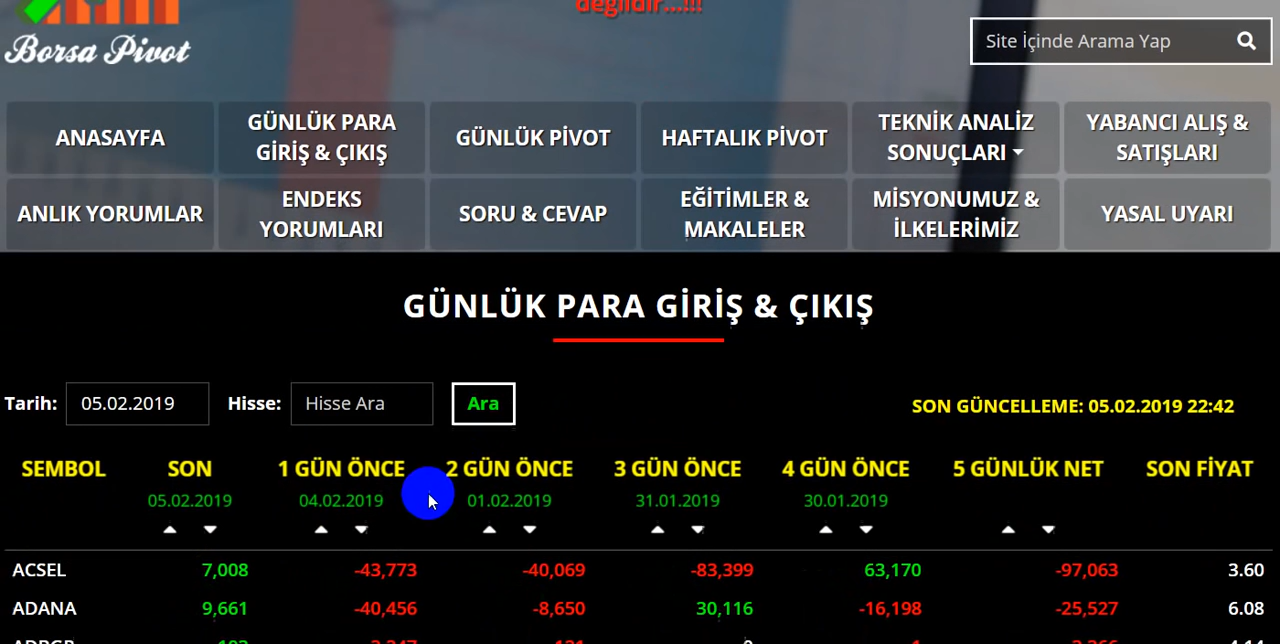 değildir...!!!
Borsa Pivot
Site İçinde Arama Yap
ANASAYFA
GÜNLÜK PARA
GİRİŞ & ÇIKIŞ
GÜNLÜK PİVOT
HAFTALIK PİVOT
TEKNİK ANALİZ
SONUÇLARI
YABANCI ALIŞ &
SATIŞLARI
ANLIK YORUMLAR
ENDEKS
YORUMLARI
SORU & CEVAP
EĞİTİMLER &
MAKALELER
MİSYONUMUZ &
İLKELERİMİZ
YASAL UYARI
GÜNLÜK PARA GİRİŞ & ÇIKIŞ
Tarih: 05.02.2019 Hisse: Hisse Ara Ara
SON GÜNCELLEME: 05.02.2019 22:42
SEMBOL SON 1 GÜN ÖNCE 2 GÜN ÖNCE 3 GÜN ÖNCE 4 GÜN ÖNCE 5 GÜNLÜK NET SON FİYAT
05.02.2019 04.02.2019 01.02.2019 31.01.2019 30.01.2019
ACSEL 7,008 -43,773 -40,069 -83,399 63,170 -97,063 3.60
ADANA 9,661 -40,456 -8,650 30,116 -16,198 -25,527 6.08